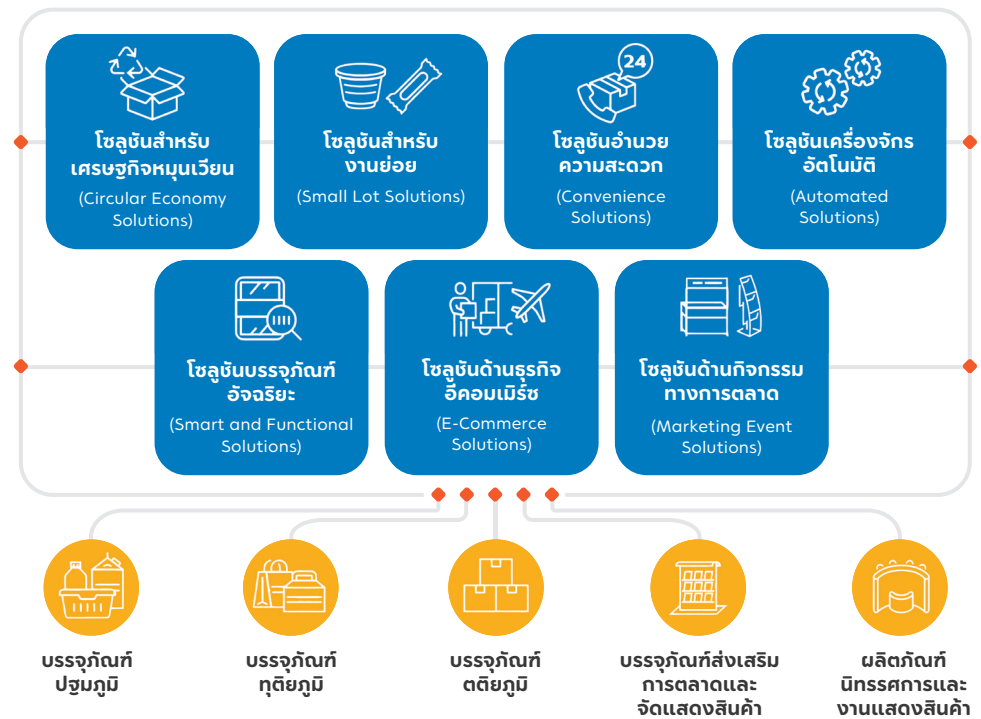 24
โซลูชันสำหรับ
เศรษฐกิจหมุนเวียน
(Circular Economy
Solutions)
โซลูชันสำหรับ
งานย่อย
(Small Lot Solutions)
โซลูชันอำนวย
ความสะดวก
(Convenience
Solutions)
โซลูชันเครื่องจักร
อัตโนมัติ
(Automated
Solutions)
โซลูชันบรรจุภัณฑ์
อัจฉริยะ
(Smart and Functional
Solutions)
โซลูชันด้านธุรกิจ
อีคอมเมิร์ซ
(E-Commerce
Solutions)
โซลูชันด้านกิจกรรม
ทางการตลาด
(Marketing Event
Solutions)
บรรจุภัณฑ์
ปฐมภูมิ
บรรจุภัณฑ์
ทุติยภูมิ
บรรจุภัณฑ์
ตติยภูมิ
บรรจุภัณฑ์ส่งเสริม
การตลาดและ
จัดแสดงสินค้า
ผลิตภัณฑ์
นิทรรศการและ
งานแสดงสินค้า